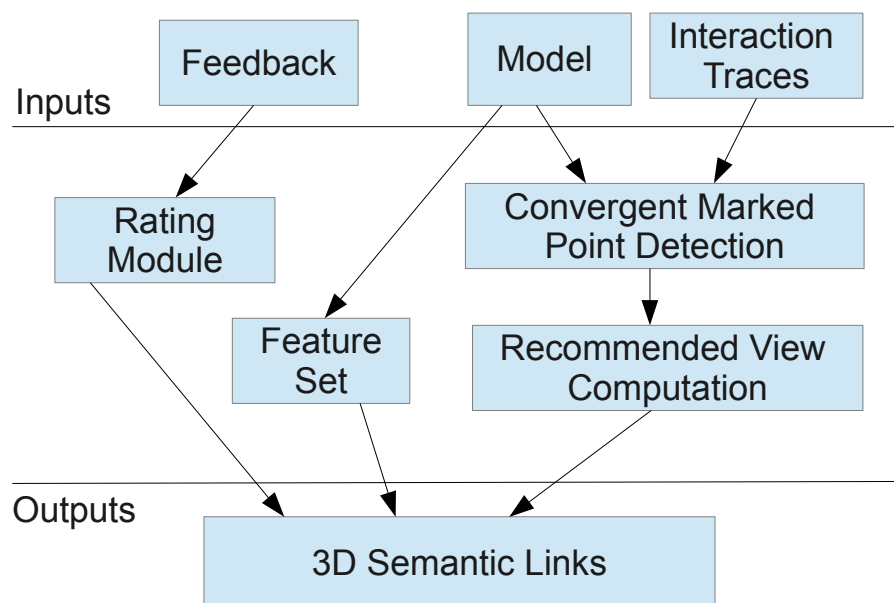 Feedback
Model
Interaction
Traces
Inputs
Rating
Module
Convergent Marked
Point Detection
Feature
Set
Recommended View
Computation
Outputs
3D Semantic Links